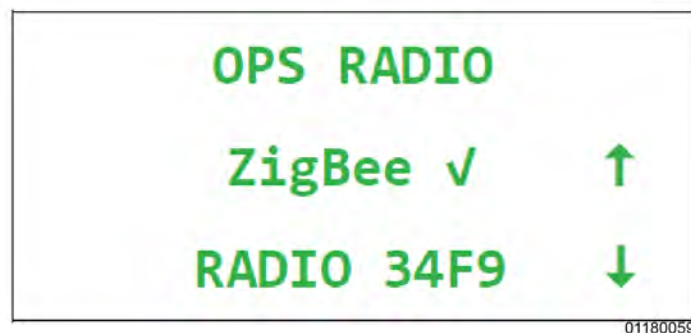 OPS RADIO
ZigBee √ ↑
RADIO 34F9 ↓
01180059